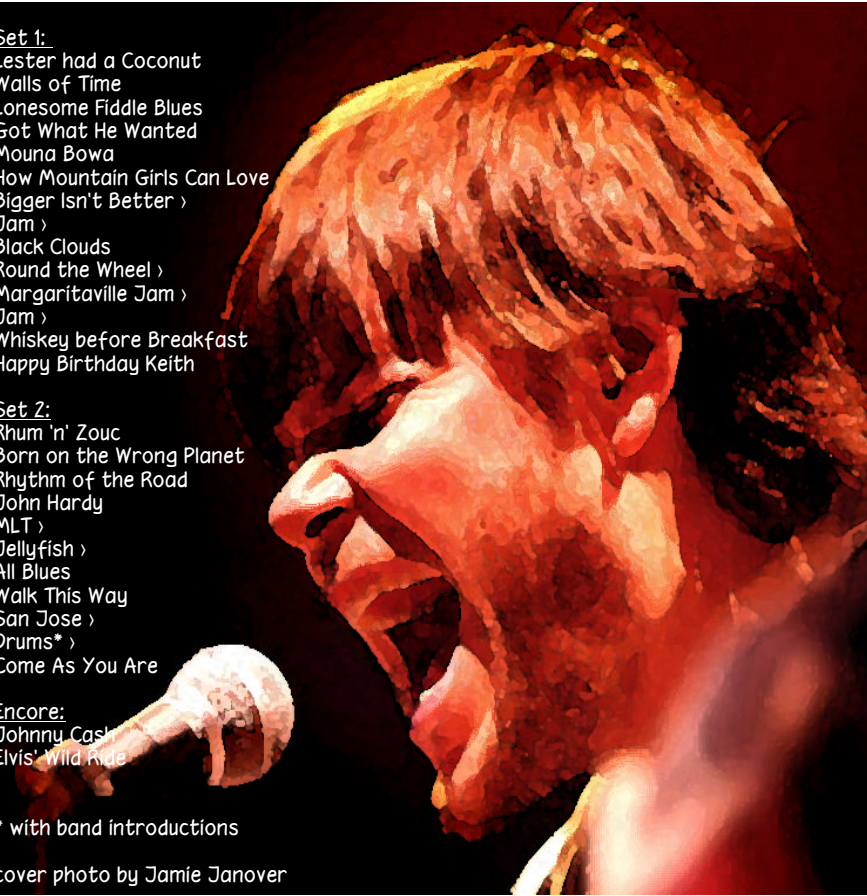 Set 1:
Lester had a Coconut
Walls of Time
Lonesome Fiddle Blues
Got What He Wanted
Mouna Bowa
How Mountain Girls Can Love
Bigger Isn't Better ›
Jam ›
Black Clouds
Round the Wheel ›
Margaritaville Jam ›
Jam ›
Whiskey before Breakfast
Happy Birthday Keith
Set 2:
Rhum 'n' Zouc
Born on the Wrong Planet
Rhythm of the Road
John Hardy
MLT ›
Jellyfish ›
All Blues
Walk This Way
San Jose ›
Drums* ›
Come As You Are
Encore:
Johnny Cash
Elvis' Wild Ride
* with band introductions
cover photo by Jamie Janover